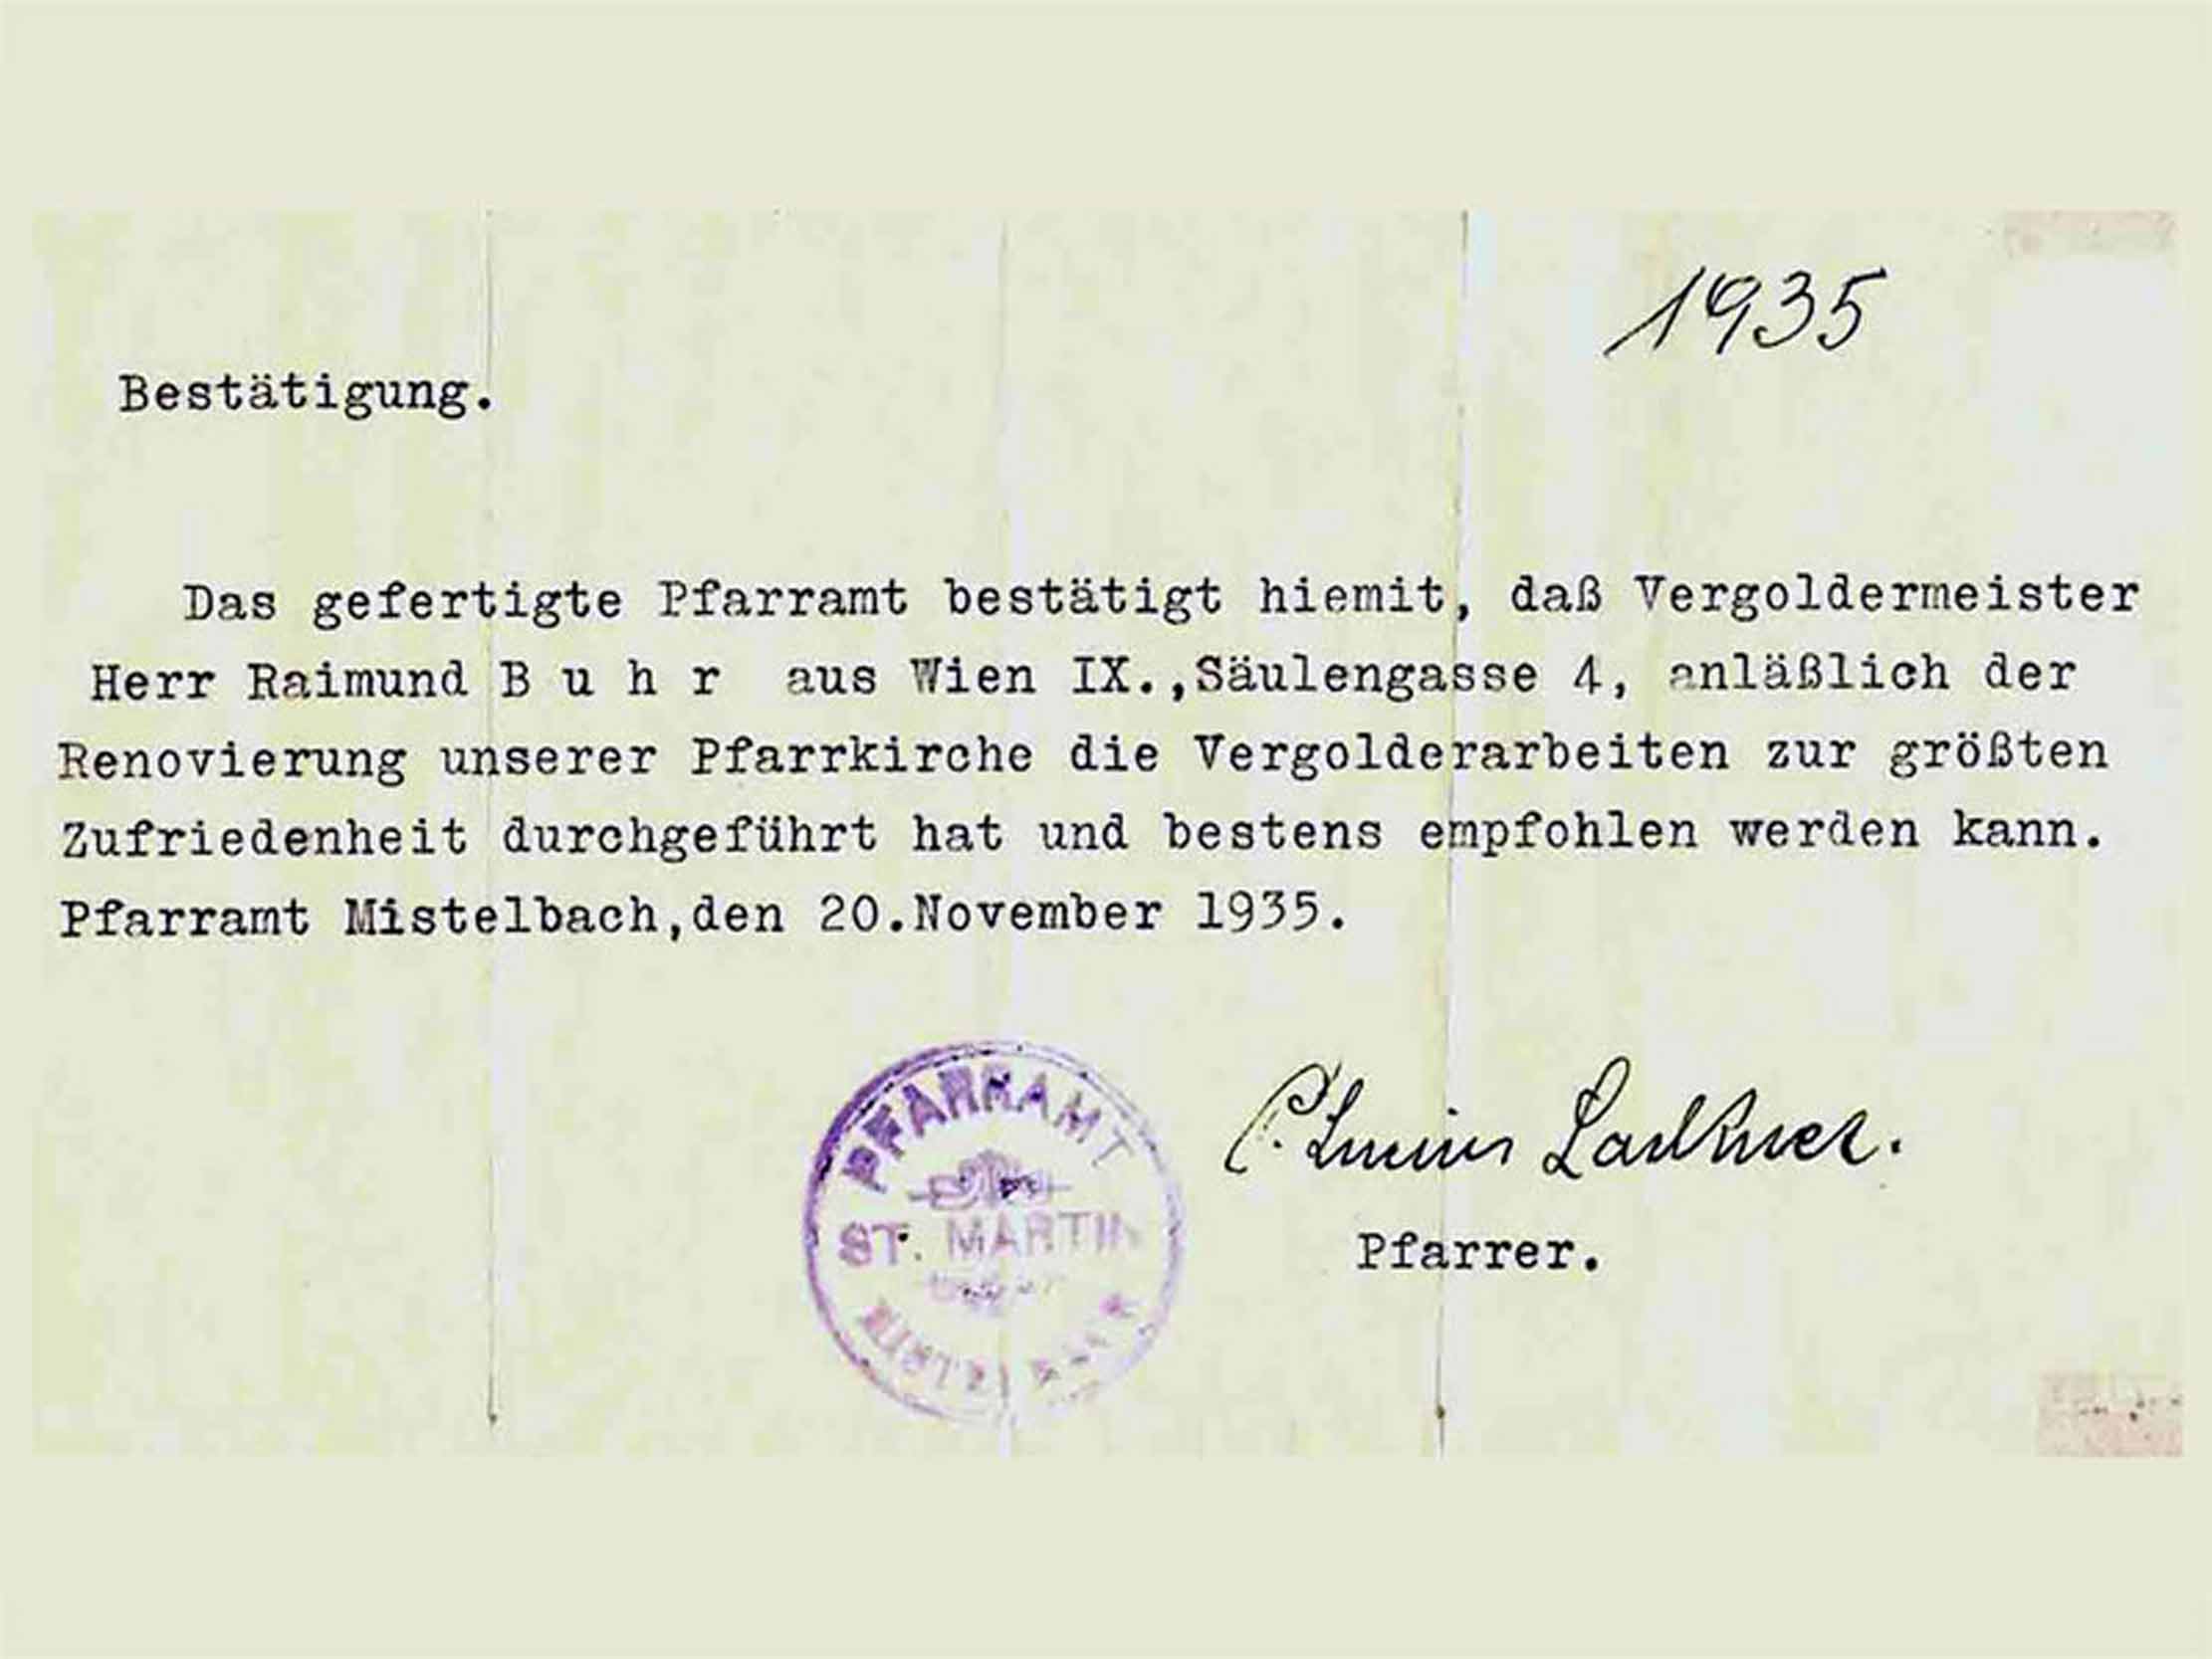 1935
Bestätigung.
Das gefertigte Pfarramt bestätigt hiemit, daß Vergoldermeister
Herr Raimund B u h r aus Wien IX.,Säulengasse 4, anläßlich der
Renovierung unserer Pfarrkirche die Vergolderarbeiten zur größten
Zufriedenheit durchgeführt hat und bestens empfohlen werden kann.
Pfarramt Mistelbach,den 20.November 1935.
PFARRAMT
ST. MARTIN
Lackner.
Pfarrer.